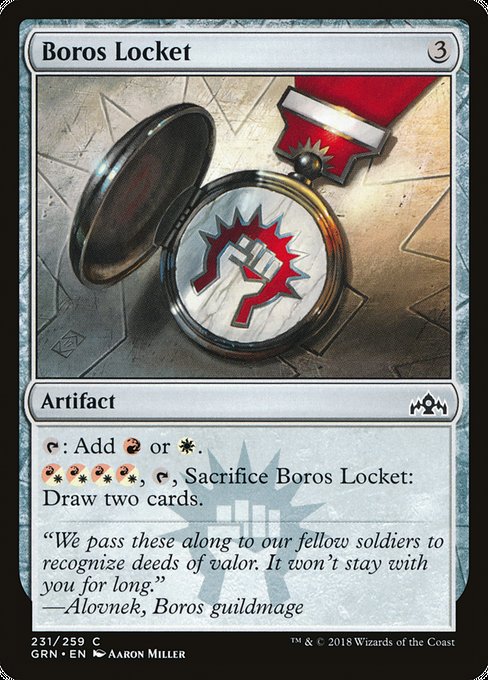 Boros Locket 3
Artifact
: Add or .
, , Sacrifice Boros Locket:
Draw two cards.
“We pass these along to our fellow soldiers to
recognize deeds of valor. It won’t stay with
you for long.”
—Alovnek, Boros guildmage
231/259 C
GRN • EN Aaron Miller
™ & © 2018 Wizards of the Coast